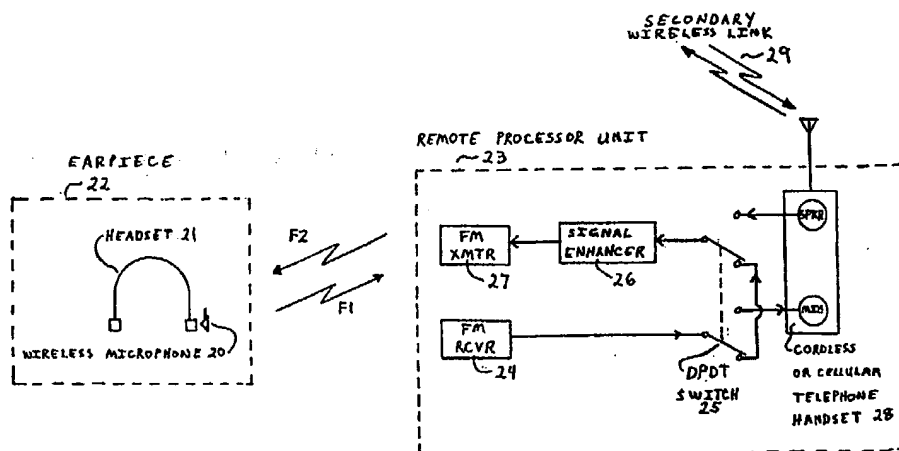 SECONDARY
WIRELESS LINK
29
REMOTE PROCESSOR UNIT
23
EARPIECE
22
HEADSET 21
F2
F1
WIRELESS MICROPHONE 20
FM
XMTR
27
SIGNAL
ENHANCER
26
SPKR
MIC
FM
RCVR
24
DPDT
SWITCH
25
CORDLESS
OR CELLULAR
TELEPHONE
HANDSET 28